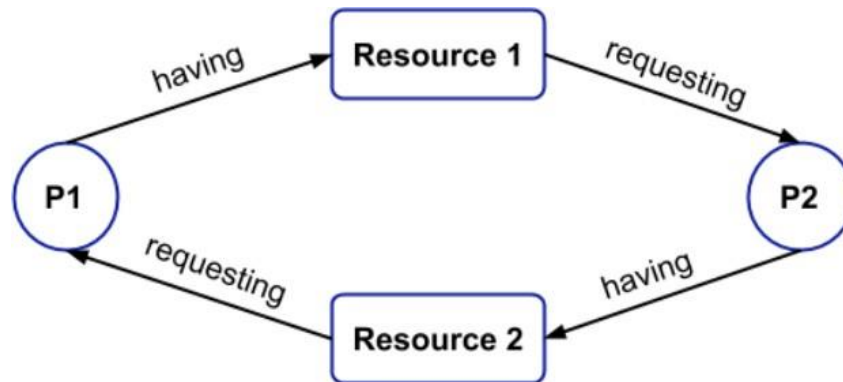 Resource 1
having
requesting
P1
P2
requesting
having
Resource 2